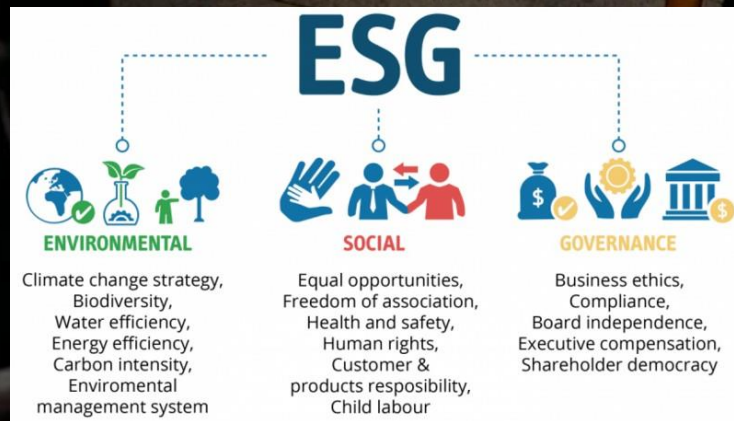 ESG
ENVIRONMENTAL
Climate change strategy,
Biodiversity,
Water efficiency,
Energy efficiency,
Carbon intensity,
Enviromental
management system
SOCIAL
Equal opportunities,
Freedom of association,
Health and safety,
Human rights,
Customer &
products resposibility,
Child labour
GOVERNANCE
Business ethics,
Compliance,
Board independence,
Executive compensation,
Shareholder democracy